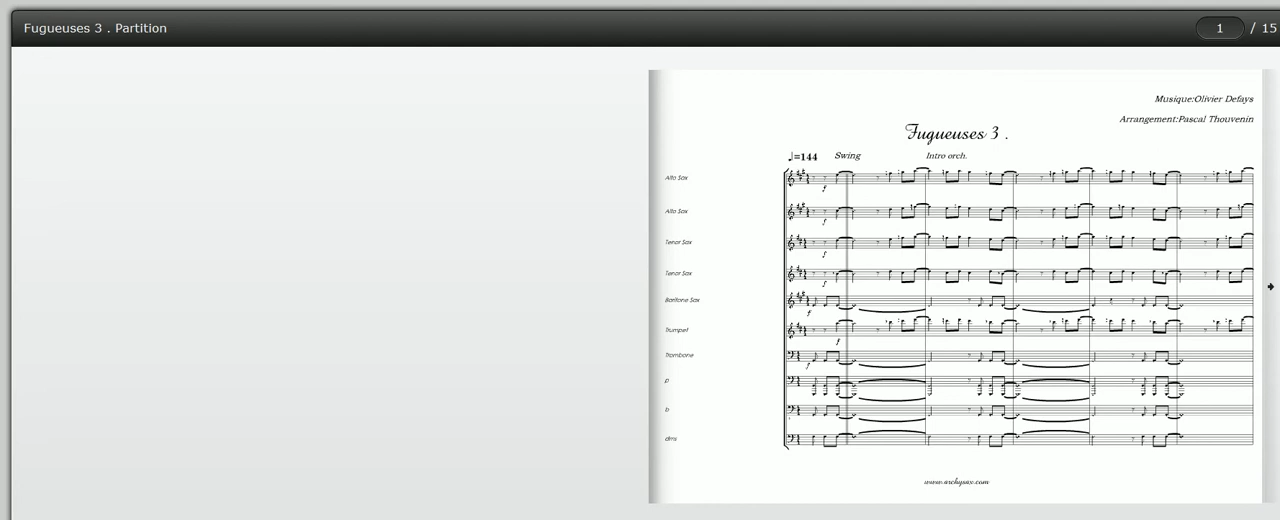 Fugueuses 3 . Partition
1 / 15
Musique:Olivier Defays
Arrangement:Pascal Thouvenin
Fugueuses 3 .
♩=144 Swing Intro orch.
Alto Sax
f
Alto Sax
f
Tenor Sax
f
Tenor Sax
f
Baritone Sax
f
Trumpet
f
Trombone
f
p
b
dms
www.archysax.com